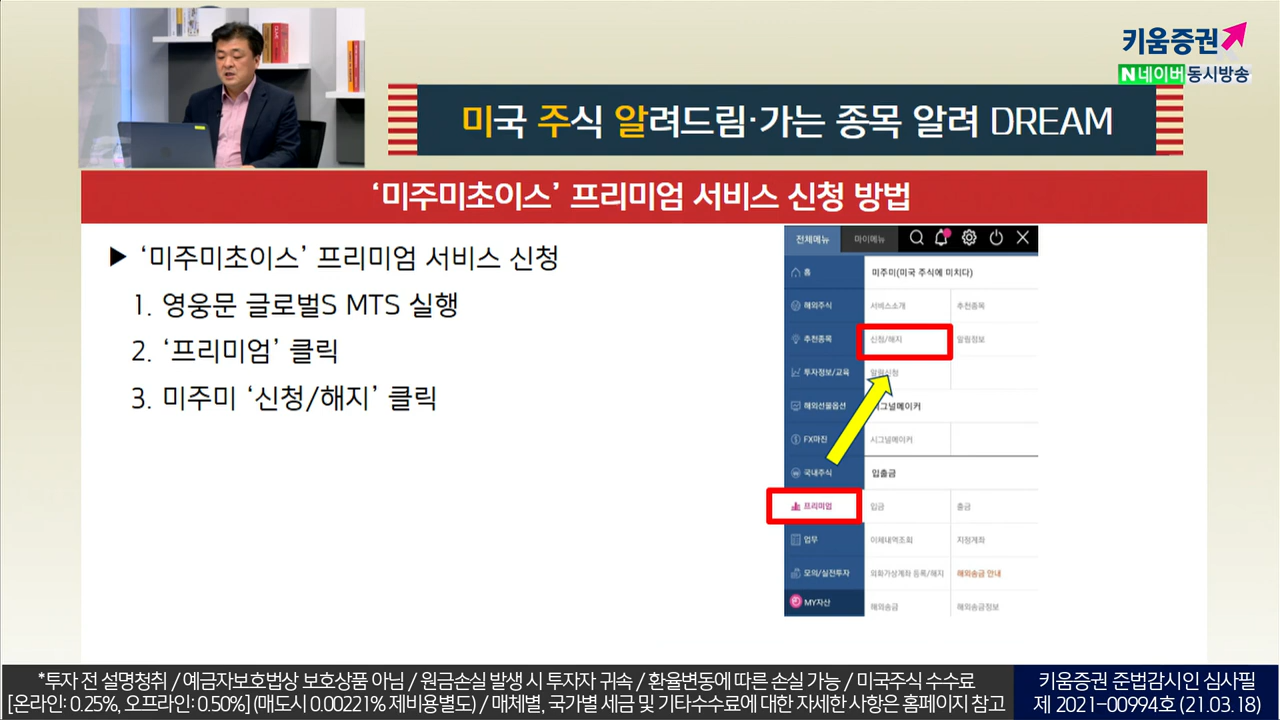 키움증권
N 네이버 동시방송
미국 주식 알려드림·가는 종목 알려 DREAM
‘미주미초이스’ 프리미엄 서비스 신청 방법
▶ ‘미주미초이스’ 프리미엄 서비스 신청
1. 영웅문 글로벌S MTS 실행
2. ‘프리미엄’ 클릭
3. 미주미 ‘신청/해지’ 클릭
전체메뉴 마이메뉴
홈
해외주식
추천종목
투자정보/교육
해외선물옵션
FX마진
국내주식
프리미엄
업무
모의/실전투자
MY자산
미주미(미국 주식에 미치다)
서비스소개 추천종목
신청/해지 알림정보
알림신청
시그널메이커
시그널메이커
입출금
입금 출금
이체내역조회 지정계좌
외화가상계좌 등록/해지 해외송금 안내
해외송금 해외송금정보
*투자 전 설명청취 / 예금자보호법상 보호상품 아님 / 원금손실 발생 시 투자자 귀속 / 환율변동에 따른 손실 가능 / 미국주식 수수료
[온라인: 0.25%, 오프라인: 0.50%] (매도시 0.00221% 제비용별도) / 매체별, 국가별 세금 및 기타수수료에 대한 자세한 사항은 홈페이지 참고
키움증권 준법감시인 심사필
제 2021-00994호 (21.03.18)